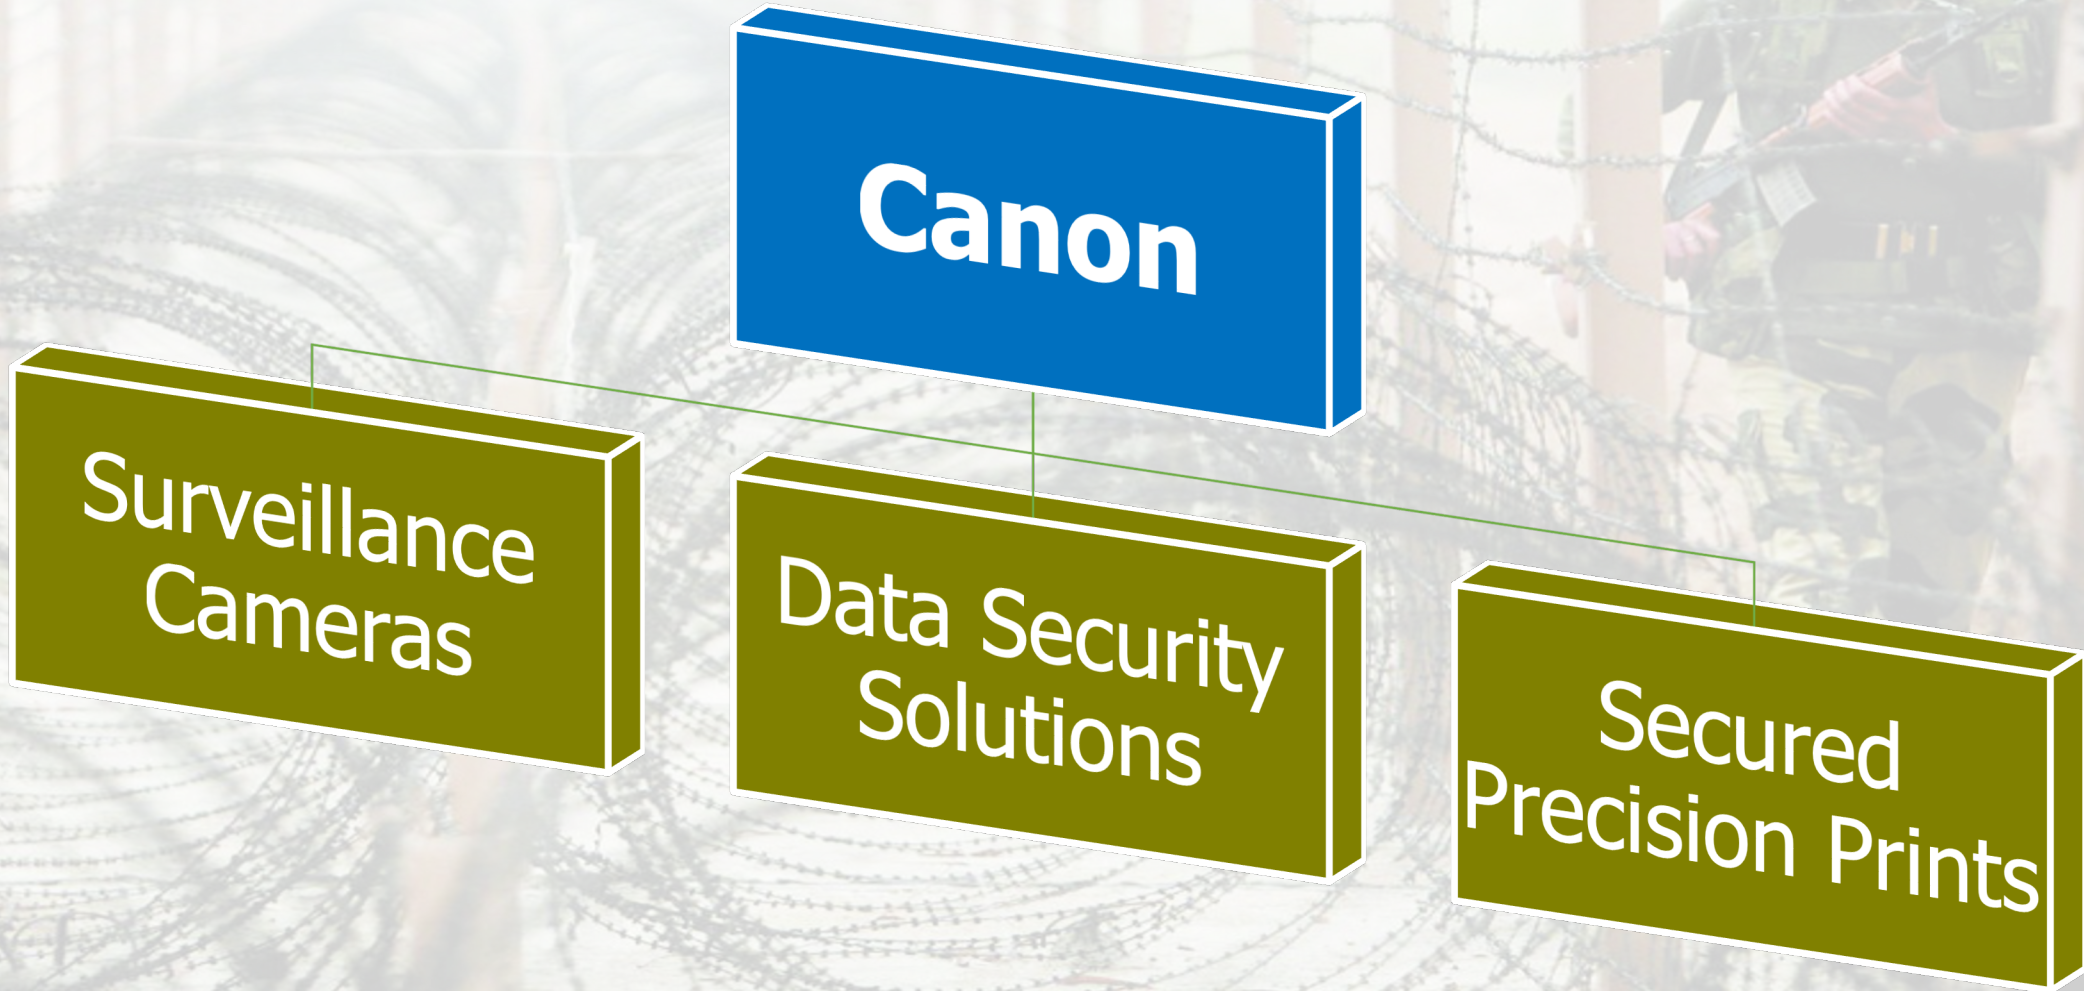 Canon
Surveillance
Cameras
Data Security
Solutions
Secured
Precision Prints